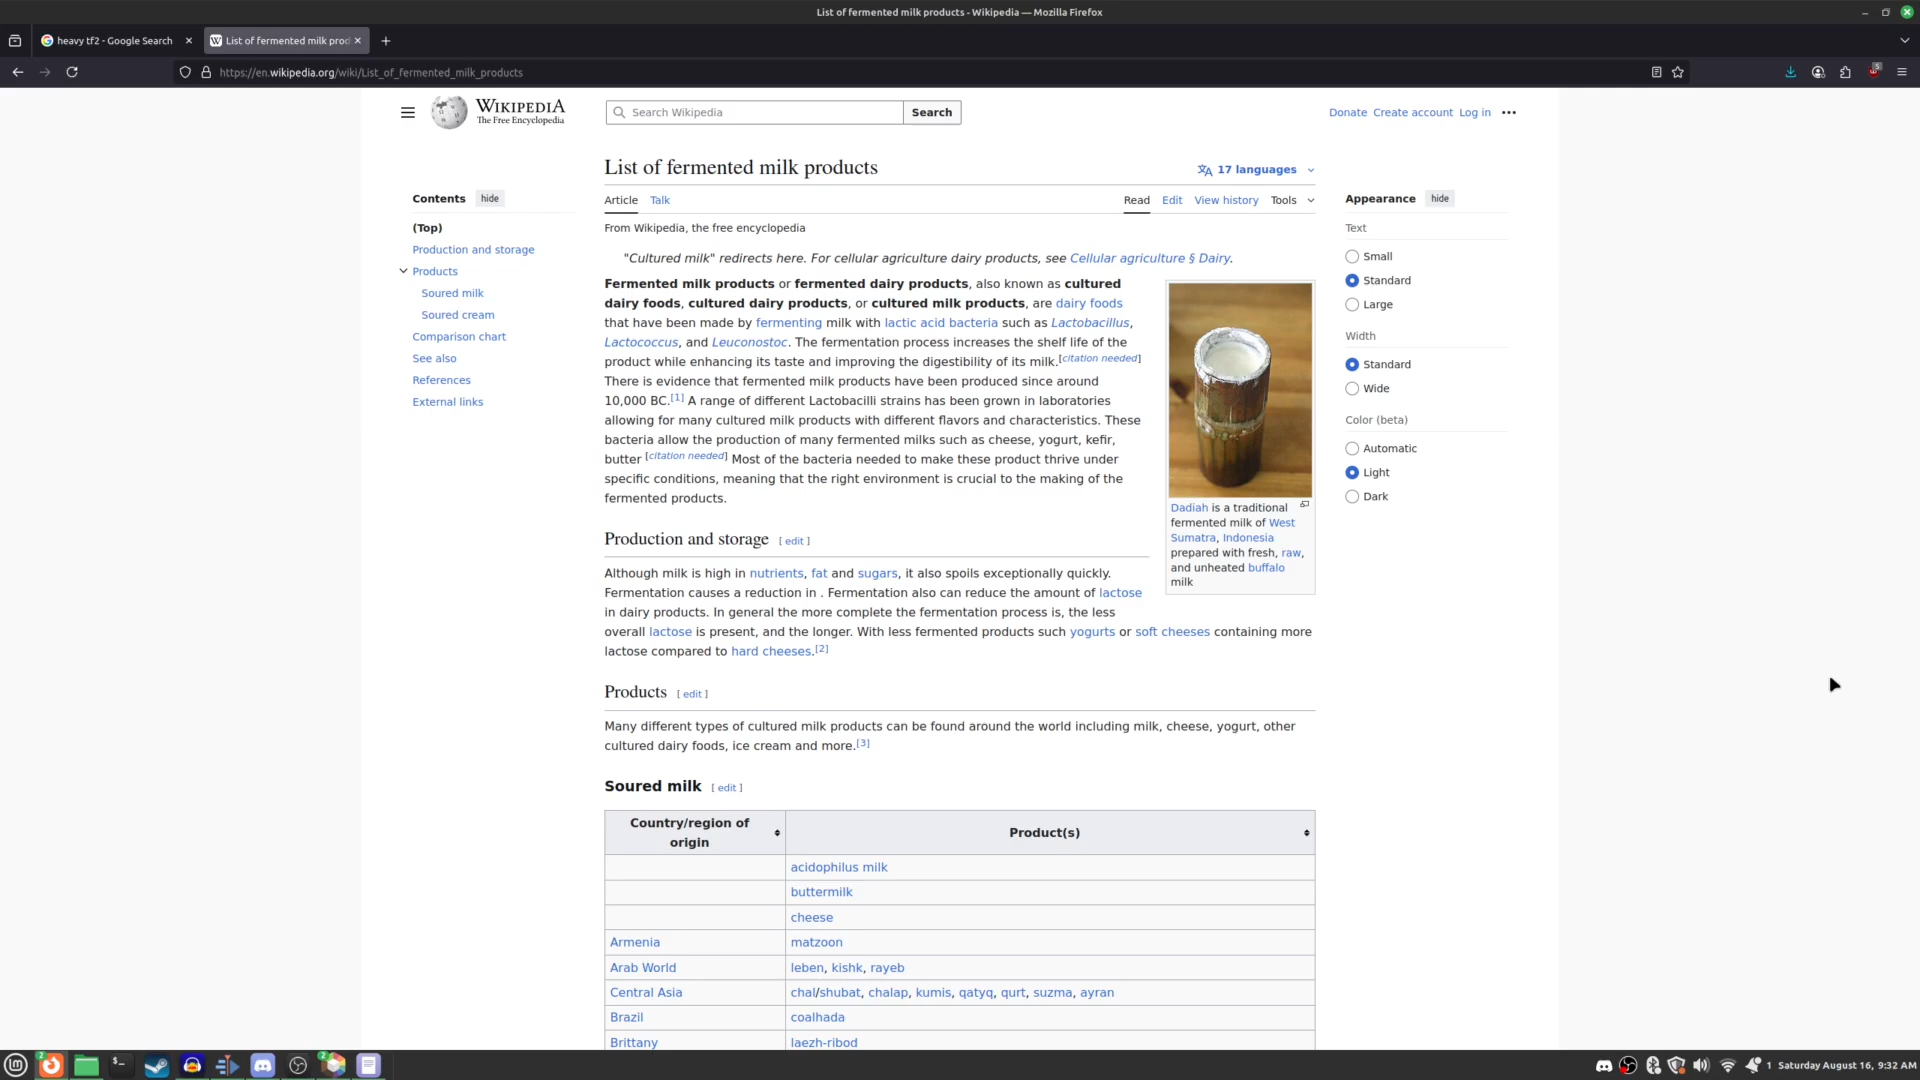 List of fermented milk products - Wikipedia — Mozilla Firefox
heavy tf2 - Google Search
List of fermented milk prod
https://en.wikipedia.org/wiki/List_of_fermented_milk_products
5
WIKIPEDIA
The Free Encyclopedia
Search Wikipedia
Search
Donate Create account Log in
List of fermented milk products
17 languages
Contents hide
(Top)
Production and storage
Products
Soured milk
Soured cream
Comparison chart
See also
References
External links
Article Talk
Read Edit View history Tools
From Wikipedia, the free encyclopedia
"Cultured milk" redirects here. For cellular agriculture dairy products, see Cellular agriculture § Dairy.
Fermented milk products or fermented dairy products, also known as cultured
dairy foods, cultured dairy products, or cultured milk products, are dairy foods
that have been made by fermenting milk with lactic acid bacteria such as Lactobacillus,
Lactococcus, and Leuconostoc. The fermentation process increases the shelf life of the
product while enhancing its taste and improving the digestibility of its milk.[citation needed]
There is evidence that fermented milk products have been produced since around
10,000 BC.[1] A range of different Lactobacilli strains has been grown in laboratories
allowing for many cultured milk products with different flavors and characteristics. These
bacteria allow the production of many fermented milks such as cheese, yogurt, kefir,
butter [citation needed] Most of the bacteria needed to make these product thrive under
specific conditions, meaning that the right environment is crucial to the making of the
fermented products.
Dadiah is a traditional
fermented milk of West
Sumatra, Indonesia
prepared with fresh, raw,
and unheated buffalo
milk
Production and storage [ edit ]
Although milk is high in nutrients, fat and sugars, it also spoils exceptionally quickly.
Fermentation causes a reduction in . Fermentation also can reduce the amount of lactose
in dairy products. In general the more complete the fermentation process is, the less
overall lactose is present, and the longer. With less fermented products such yogurts or soft cheeses containing more
lactose compared to hard cheeses.[2]
Products [ edit ]
Many different types of cultured milk products can be found around the world including milk, cheese, yogurt, other
cultured dairy foods, ice cream and more.[3]
Soured milk [ edit ]
Country/region of
origin
Product(s)
acidophilus milk
buttermilk
cheese
Armenia matzoon
Arab World leben, kishk, rayeb
Central Asia chal/shubat, chalap, kumis, qatyq, qurt, suzma, ayran
Brazil coalhada
Brittany laezh-ribod
Appearance hide
Text
Small
Standard
Large
Width
Standard
Wide
Color (beta)
Automatic
Light
Dark
2
$_
2
1
Saturday August 16, 9:32 AM